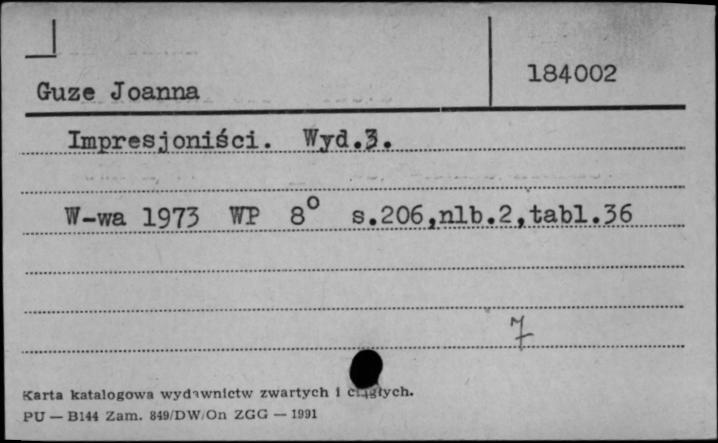 184002
Guze Joanna
Impresjoniści. Wyd.3.
W-wa 1973 WP 8° s.206,nlb.2,tabl.36
7
Karta katalogowa wydawnictw zwartych i ciągłych.
PU — B144 Zam. 849/DW/On ZGG — 1991